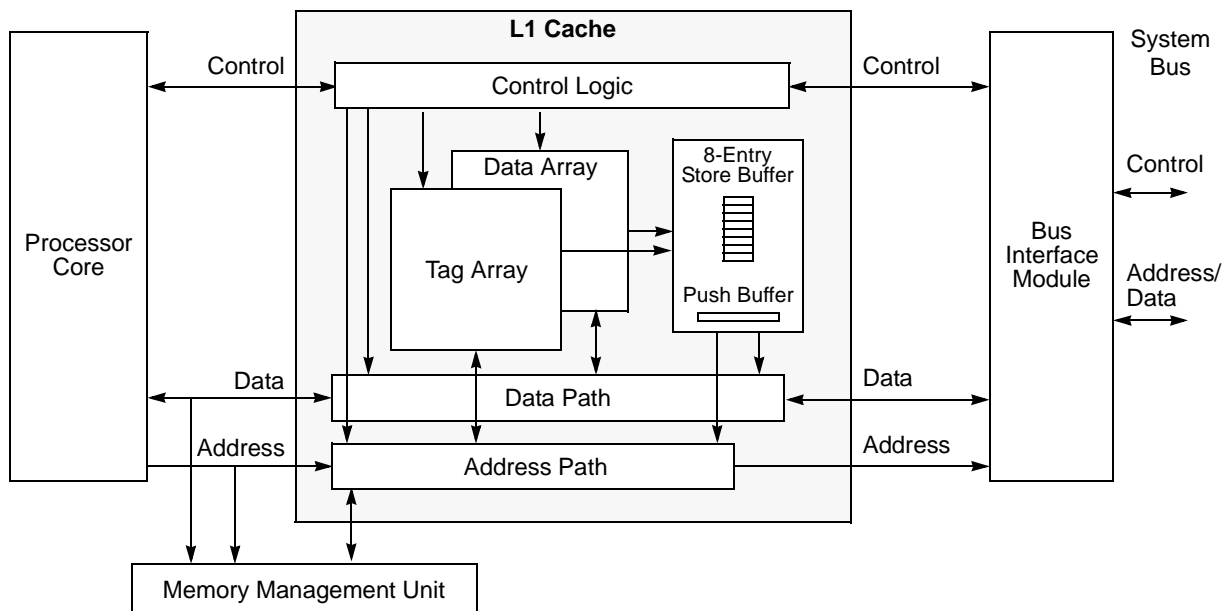 L1 Cache
System
Bus
Control
Control
Control Logic
8-Entry
Store Buffer
Data Array
Control
Processor
Core
Tag Array
Bus
Interface
Module
Push Buffer
Address/
Data
Data
Data
Data Path
Address
Address
Address Path
Memory Management Unit